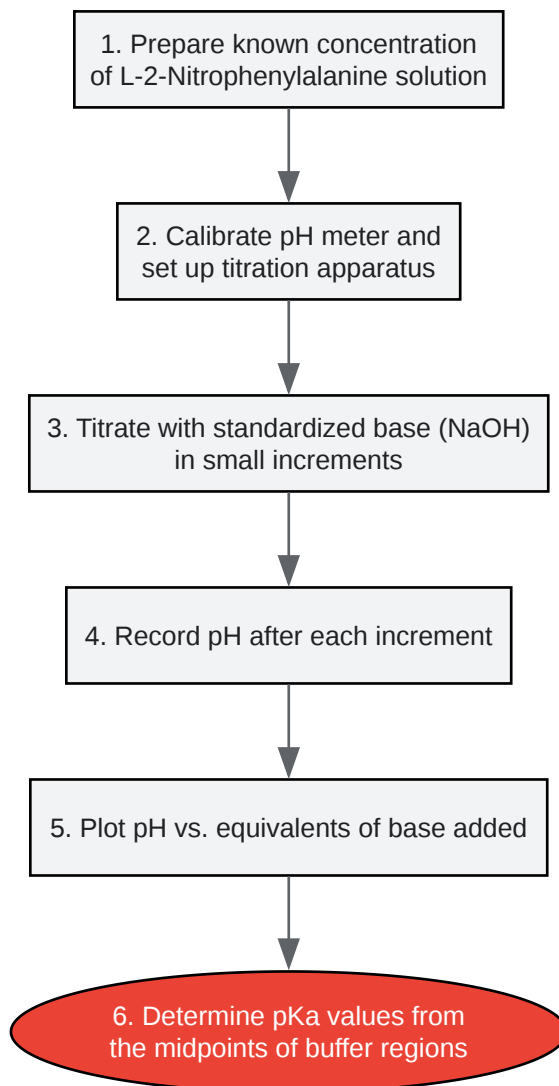 1. Prepare known concentration
of L-2-Nitrophenylalanine solution
2. Calibrate pH meter and
set up titration apparatus
3. Titrate with standardized base (NaOH)
in small increments
4. Record pH after each increment
5. Plot pH vs. equivalents of base added
6. Determine pKa values from
the midpoints of buffer regions